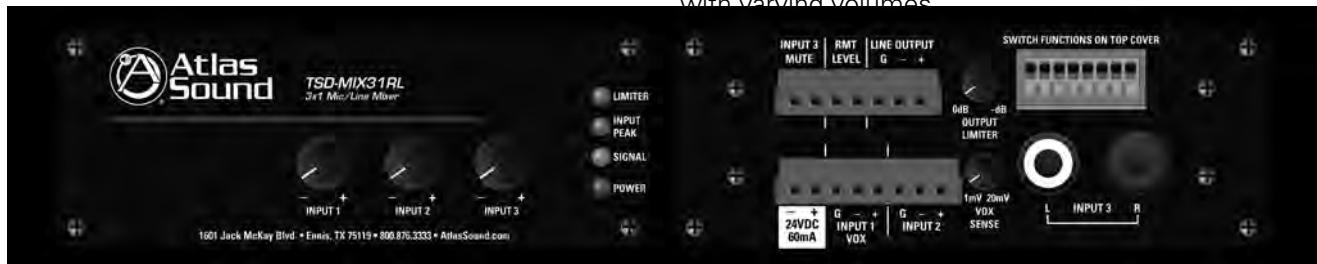 with varying volumes
Atlas
Sound
TSD-MIX31RL
3x1 Mic/Line Mixer
LIMITER
INPUT
PEAK
SIGNAL
POWER
- +
INPUT 1
- +
INPUT 2
- +
INPUT 3
1601 Jack McKay Blvd. • Ennis, TX 75119 • 800.876.3333 • AtlasSound.com
INPUT 3
MUTE
RMT
LEVEL
LINE OUTPUT
G - +
0dB -dB
OUTPUT
LIMITER
SWITCH FUNCTIONS ON TOP COVER
- +
24VDC
60mA
G - +
INPUT 1
VOX
G - +
INPUT 2
1mV 20mV
VOX
SENSE
L INPUT 3 R